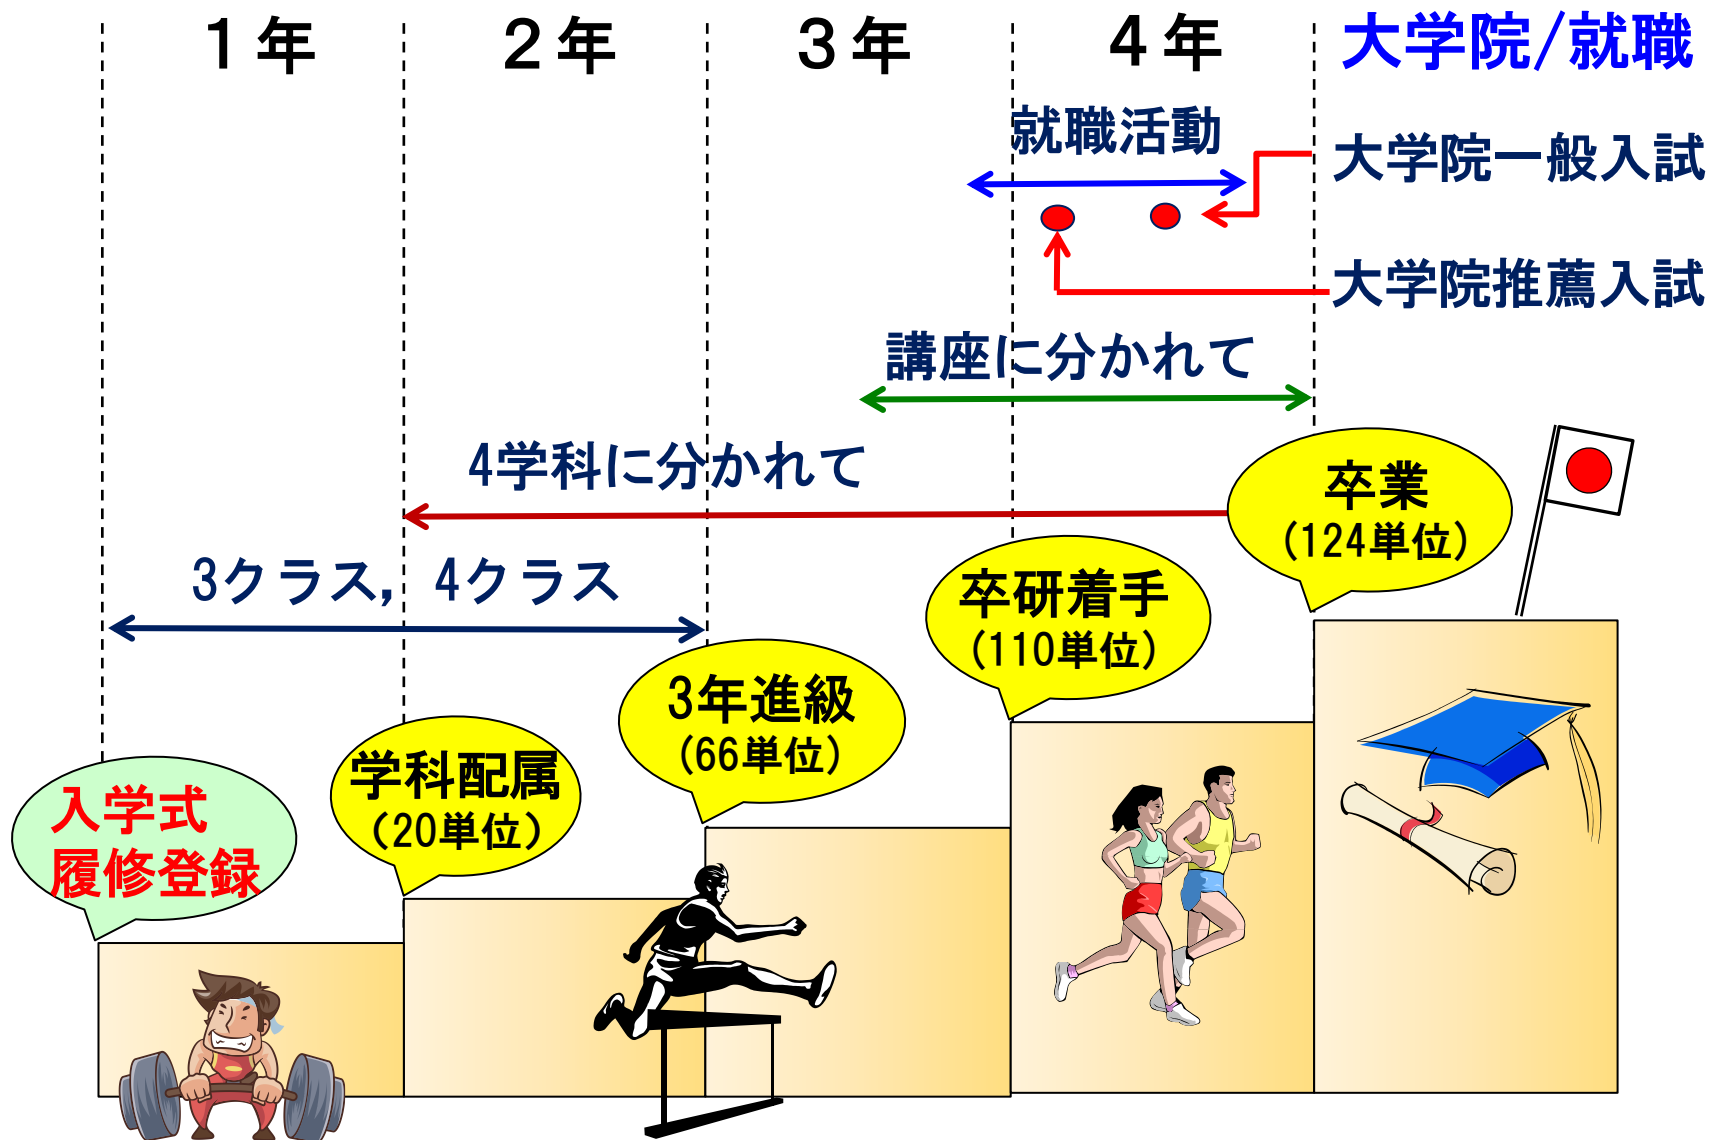 １年
２年
３年
４年
大学院/就職
就職活動
大学院一般入試
大学院推薦入試
講座に分かれて
4学科に分かれて
3クラス，4クラス
卒業
(124単位)
卒研着手
(110単位)
3年進級
(66単位)
学科配属
（20単位）
入学式
履修登録